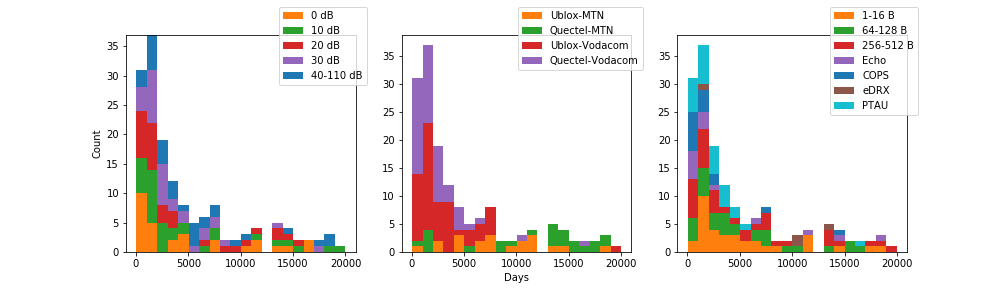 0 dB
10 dB
20 dB
30 dB
40-110 dB
Count
35
30
25
20
15
10
5
0
0 5000 10000 15000 20000
Ublox-MTN
Quectel-MTN
Ublox-Vodacom
Quectel-Vodacom
35
30
25
20
15
10
5
0
0 5000 10000 15000 20000
Days
1-16 B
64-128 B
256-512 B
Echo
COPS
eDRX
PTAU
35
30
25
20
15
10
5
0
0 5000 10000 15000 20000